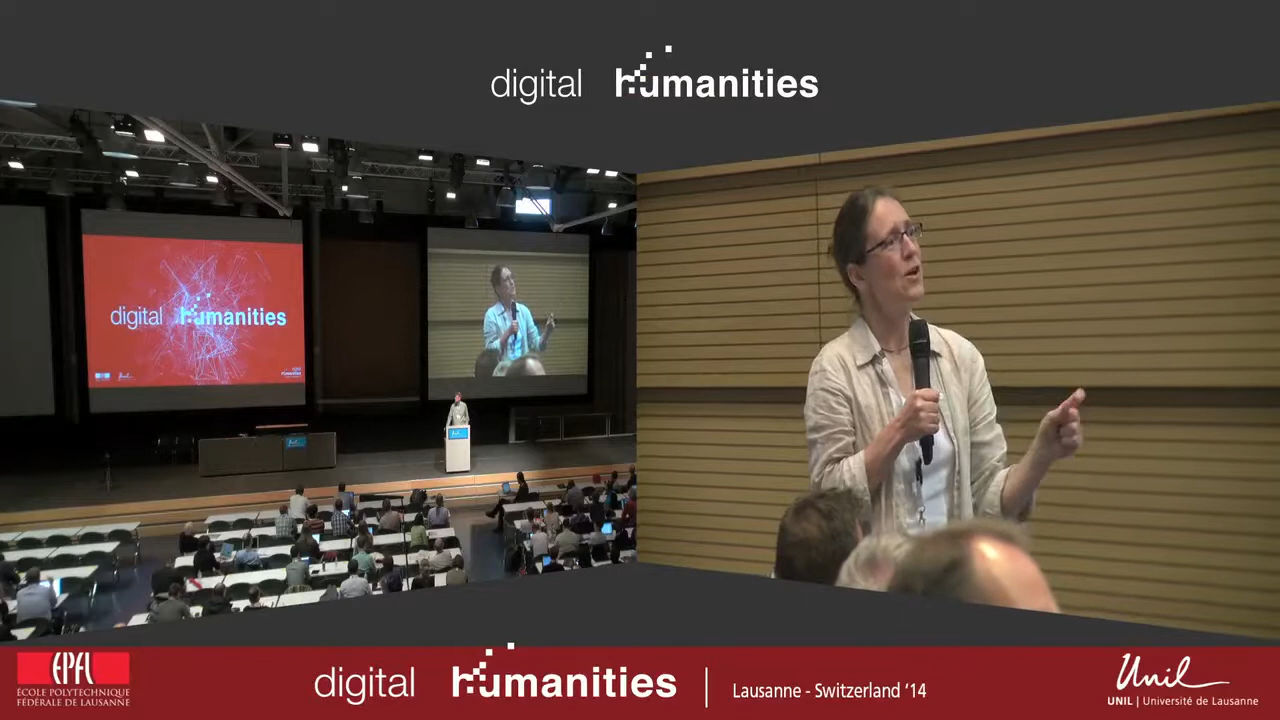 digital humanities
digital humanities
EPFL
ÉCOLE POLYTECHNIQUE
FÉDÉRALE DE LAUSANNE
digital humanities
Lausanne - Switzerland '14
Unil
UNIL | Université de Lausanne